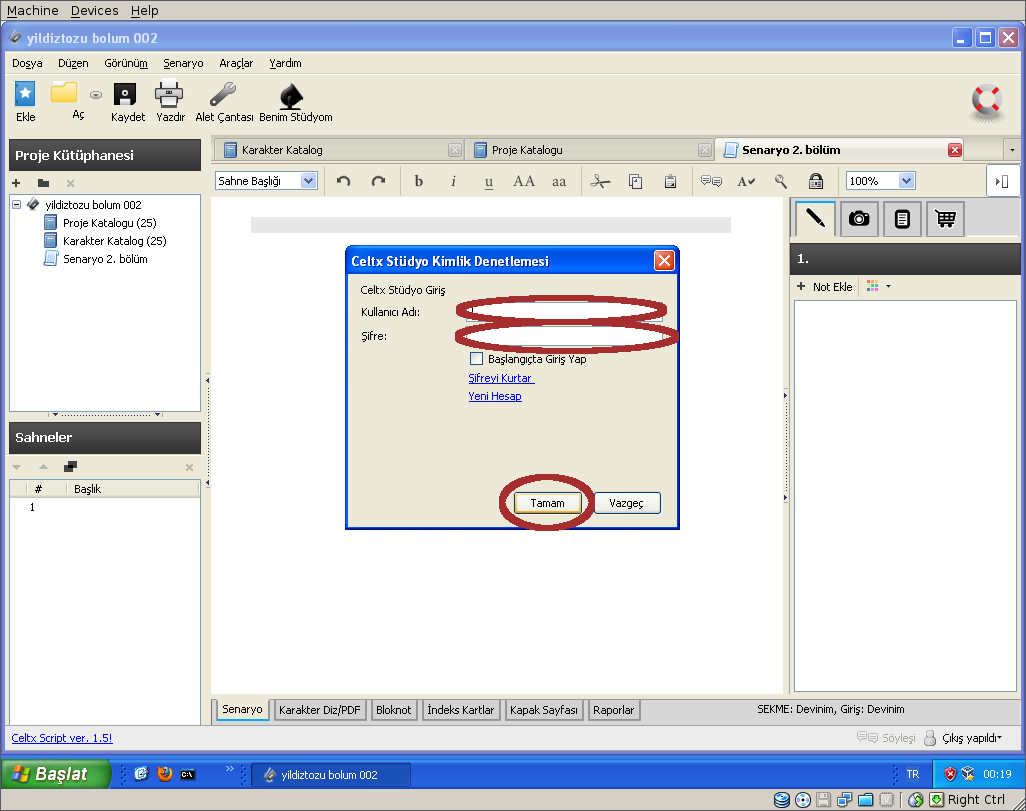 Machine Devices Help
yildiztozu bolum 002
Dosya Düzen Görünüm Senaryo Araçlar Yardım
Ekle Aç Kaydet Yazdır Alet Çantası Benim Stüdyom
Proje Kütüphanesi
Karakter Katalog Proje Katalogu Senaryo 2. bölüm
Sahne Başlığı b i u AA aa A 100%
yildiztozu bolum 002
Proje Katalogu (25)
Karakter Katalog (25)
Senaryo 2. bölüm
1.
Not Ekle
Celtx Stüdyo Kimlik Denetlemesi
Celtx Stüdyo Giriş
Kullanıcı Adı:
Şifre:
Başlangıçta Giriş Yap
Şifreyi Kurtar
Yeni Hesap
Tamam Vazgeç
Sahneler
# Başlık
1
Senaryo Karakter Diz/PDF Bloknot İndeks Kartlar Kapak Sayfası Raporlar SEKME: Devinim, Giriş: Devinim
Celtx Script ver. 1.5! Söyleşi Çıkış yapıldı
Başlat C:\ » yildiztozu bolum 002 TR 00:19
Right Ctrl